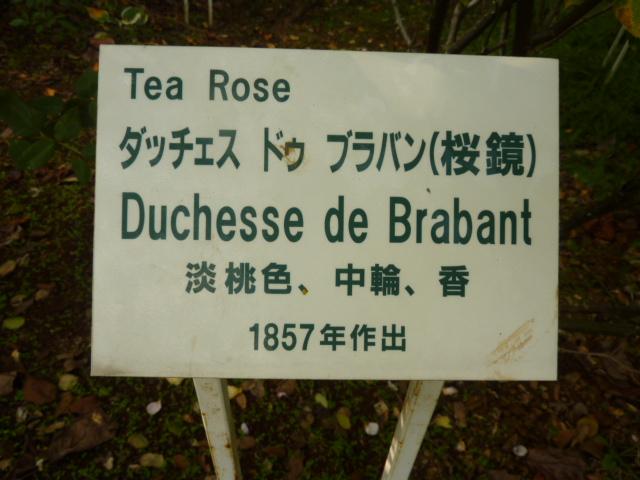 Tea Rose
ダッチェス ドゥ ブラバン(桜鏡)
Duchesse de Brabant
淡桃色、中輪、香
1857年作出